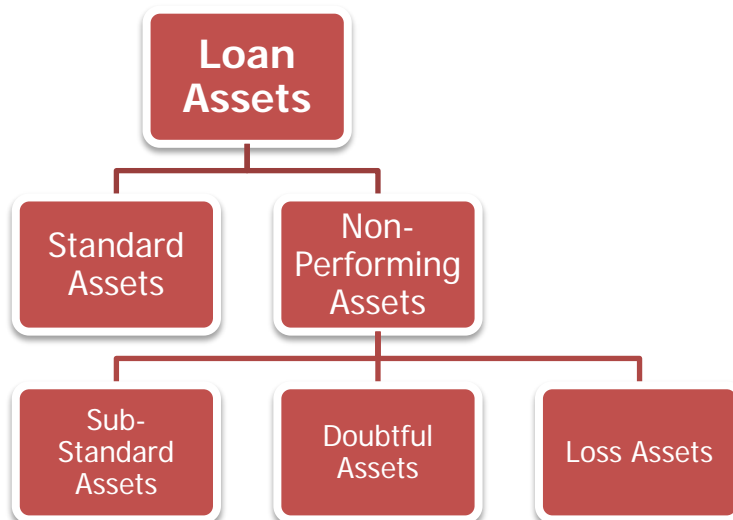 Loan
Assets
Standard
Assets
Non-
Performing
Assets
Sub-
Standard
Assets
Doubtful
Assets
Loss Assets